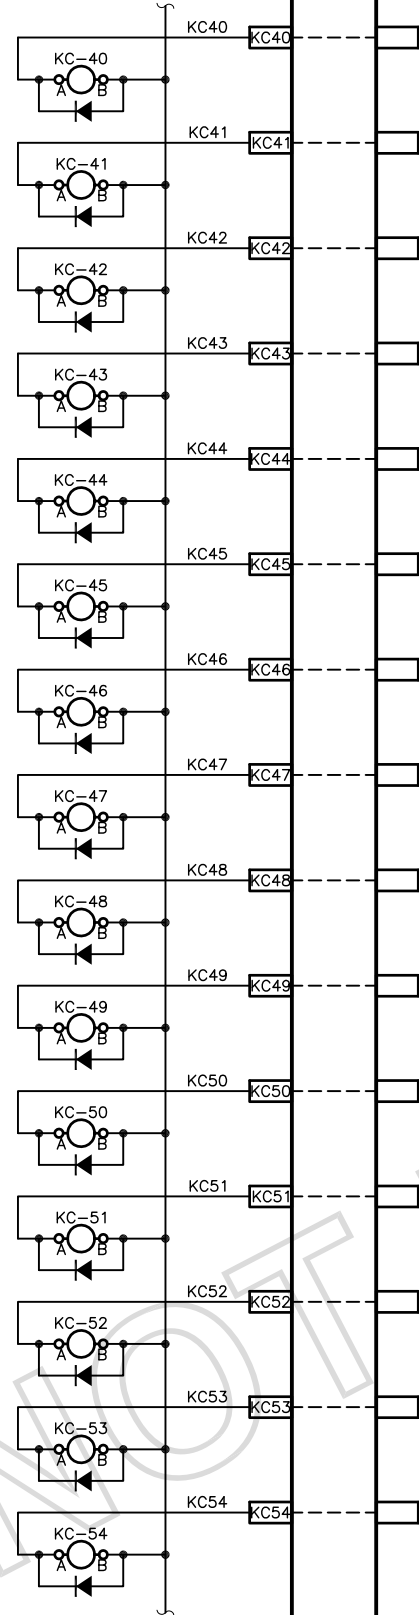 KC40
KC40
KC-40
A B
KC41
KC41
KC-41
A B
KC42
KC42
KC-42
A B
KC43
KC43
KC-43
A B
KC44
KC44
KC-44
A B
KC45
KC45
KC-45
A B
KC46
KC46
KC-46
A B
KC47
KC47
KC-47
A B
KC48
KC48
KC-48
A B
KC49
KC49
KC-49
A B
KC50
KC50
KC-50
A B
KC51
KC51
KC-51
A B
KC52
KC52
KC-52
A B
KC53
KC53
KC-53
A B
KC54
KC54
KC-54
A B
NOT